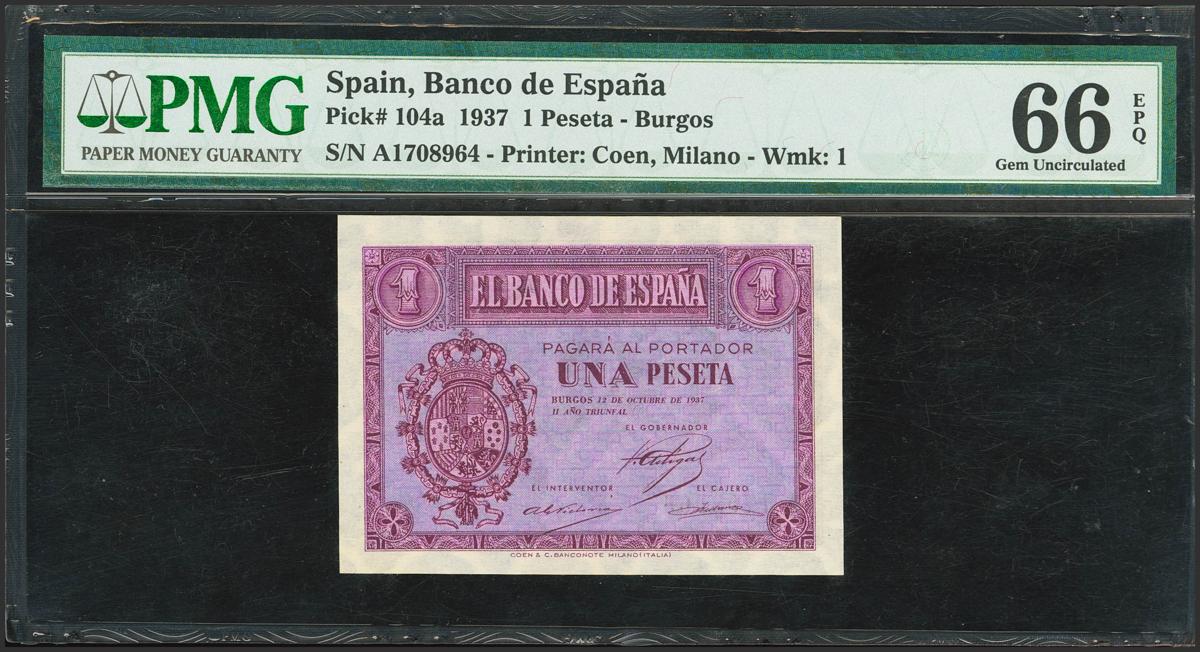 PMG
PAPER MONEY GUARANTY
Spain, Banco de España
Pick# 104a 1937 1 Peseta - Burgos
S/N A1708964 - Printer: Coen, Milano - Wmk: 1
66 EPQ
Gem Uncirculated
1 EL BANCO DE ESPAÑA 1
PAGARÁ AL PORTADOR
UNA PESETA
BURGOS 12 DE OCTUBRE DE 1937
II AÑO TRIUNFAL
EL GOBERNADOR
EL INTERVENTOR EL CAJERO
COEN & C. BANCONOTE MILANO (ITALIA)
PMG